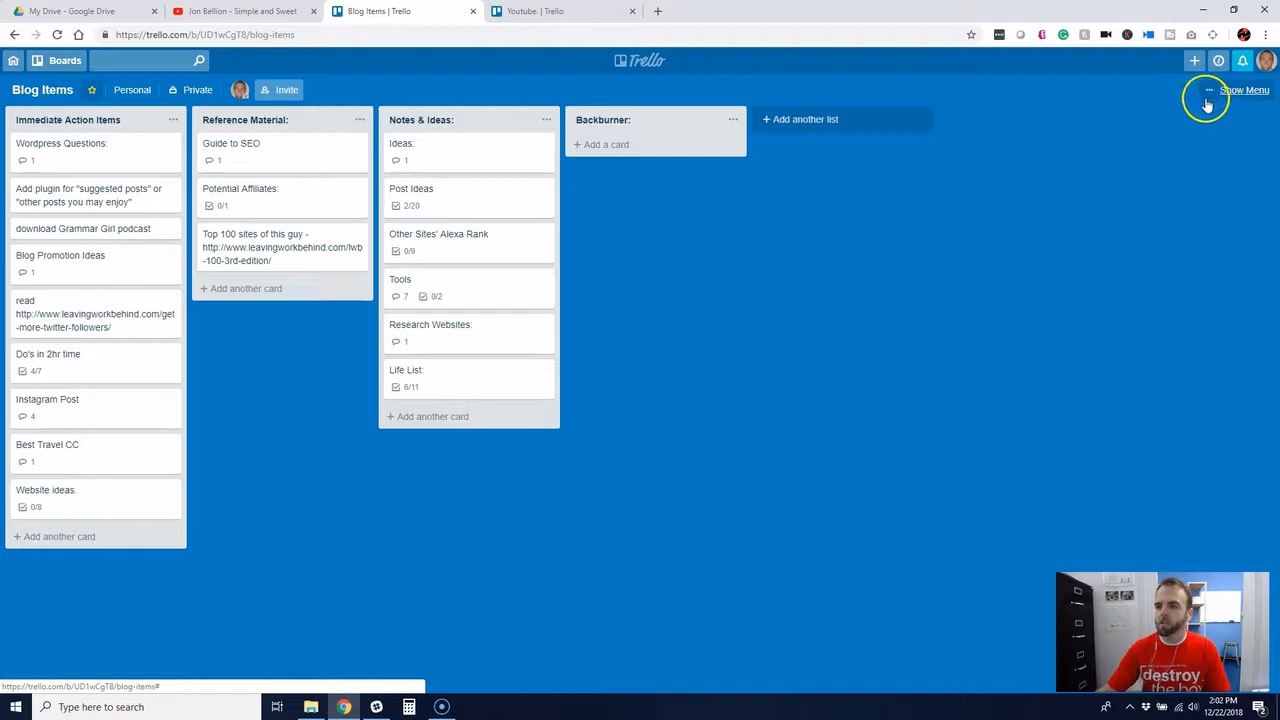 My Drive - Google Drive
Jon Bellion - Simple and Sweet
Blog Items | Trello
Youtube. | Trello
https://trello.com/b/UD1wCgT8/blog-items
Boards
Trello
Blog Items
Personal
Private
Invite
Show Menu
Immediate Action Items
Wordpress Questions:
1
Add plugin for "suggested posts" or
"other posts you may enjoy"
download Grammar Girl podcast
Blog Promotion Ideas
1
read
http://www.leavingworkbehind.com/get
-more-twitter-followers/
Do's in 2hr time
4/7
Instagram Post
4
Best Travel CC
1
Website ideas.
0/8
+ Add another card
Reference Material:
Guide to SEO
1
Potential Affiliates:
0/1
Top 100 sites of this guy -
http://www.leavingworkbehind.com/lwb
-100-3rd-edition/
+ Add another card
Notes & Ideas:
Ideas:
1
Post Ideas
2/20
Other Sites' Alexa Rank
0/9
Tools
7 0/2
Research Websites:
1
Life List:
6/11
+ Add another card
Backburner:
+ Add a card
+ Add another list
destroy
the box
https://trello.com/b/UD1wCgT8/blog-items#
Type here to search
2:02 PM
12/22/2018
2